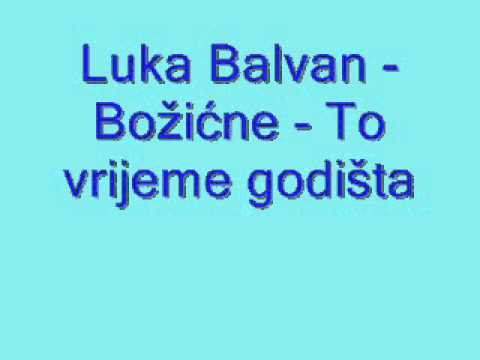 Luka Balvan -
Božićne - To
vrijeme godišta